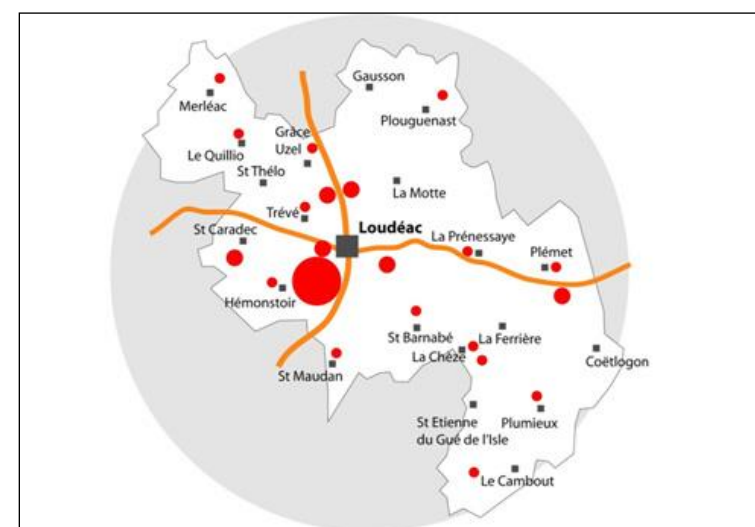 Gausson
Merléac
Plouguenast
Grâce
Uzel
Le Quillio
St Thélo
La Motte
Trévé
Loudéac
St Caradec
La Prénessaye
Plémet
Hémonstoir
St Barnabé
La Ferrière
La Chèze
Coëtlogon
St Maudan
St Etienne
du Gué de l'Isle
Plumieux
Le Cambout